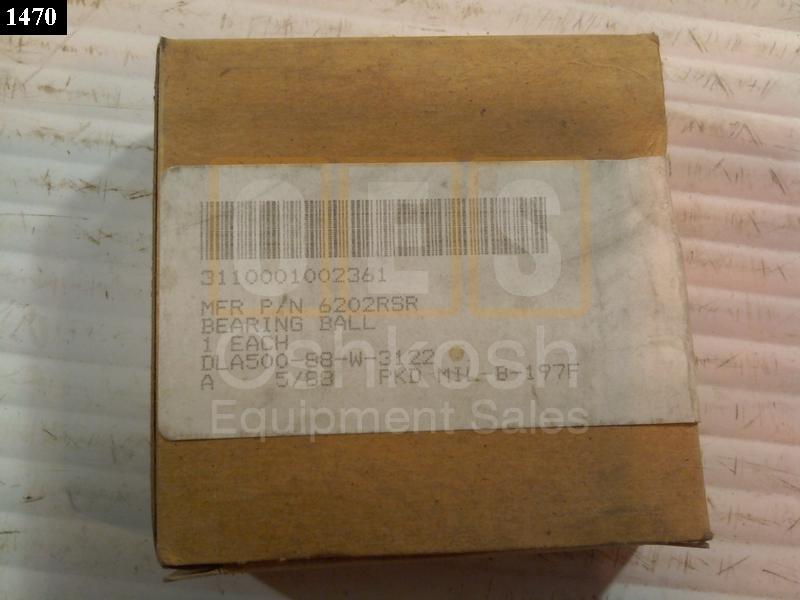 1470
OES
3110001002361
MFR P/N 6202RSR
BEARING BALL
1 EACH
DLA500-88-W-3122
Oshkosh
A 5/88 PKD MIL-B-197F
Equipment Sales